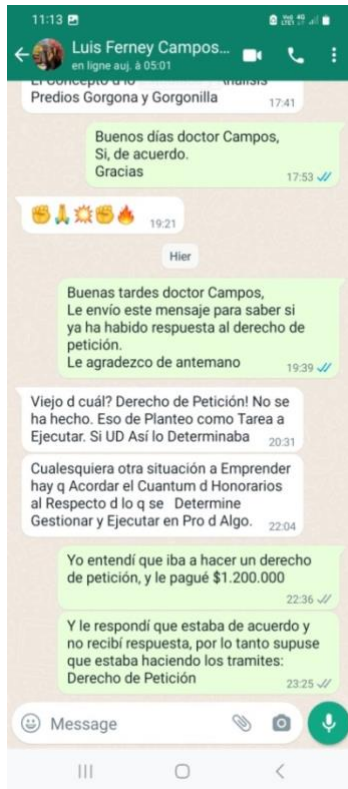 11:13
Luis Ferney Campos...
en ligne auj. à 05:01
Predios Gorgona y Gorgonilla
17:41
Buenos días doctor Campos,
Si, de acuerdo.
Gracias
17:53
✊🙏💥✊🔥
19:21
Hier
Buenas tardes doctor Campos,
Le envío este mensaje para saber si
ya ha habido respuesta al derecho de
petición.
Le agradezco de antemano
19:39
Viejo d cuál? Derecho de Petición! No se
ha hecho. Eso de Planteo como Tarea a
Ejecutar. Si UD Así lo Determinaba
20:31
Cualesquiera otra situación a Emprender
hay q Acordar el Cuantum d Honorarios
al Respecto d lo q se Determine
Gestionar y Ejecutar en Pro d Algo.
22:04
Yo entendí que iba a hacer un derecho
de petición, y le pagué $1.200.000
22:36
Y le respondí que estaba de acuerdo y
no recibí respuesta, por lo tanto supuse
que estaba haciendo los tramites:
Derecho de Petición
23:25
Message